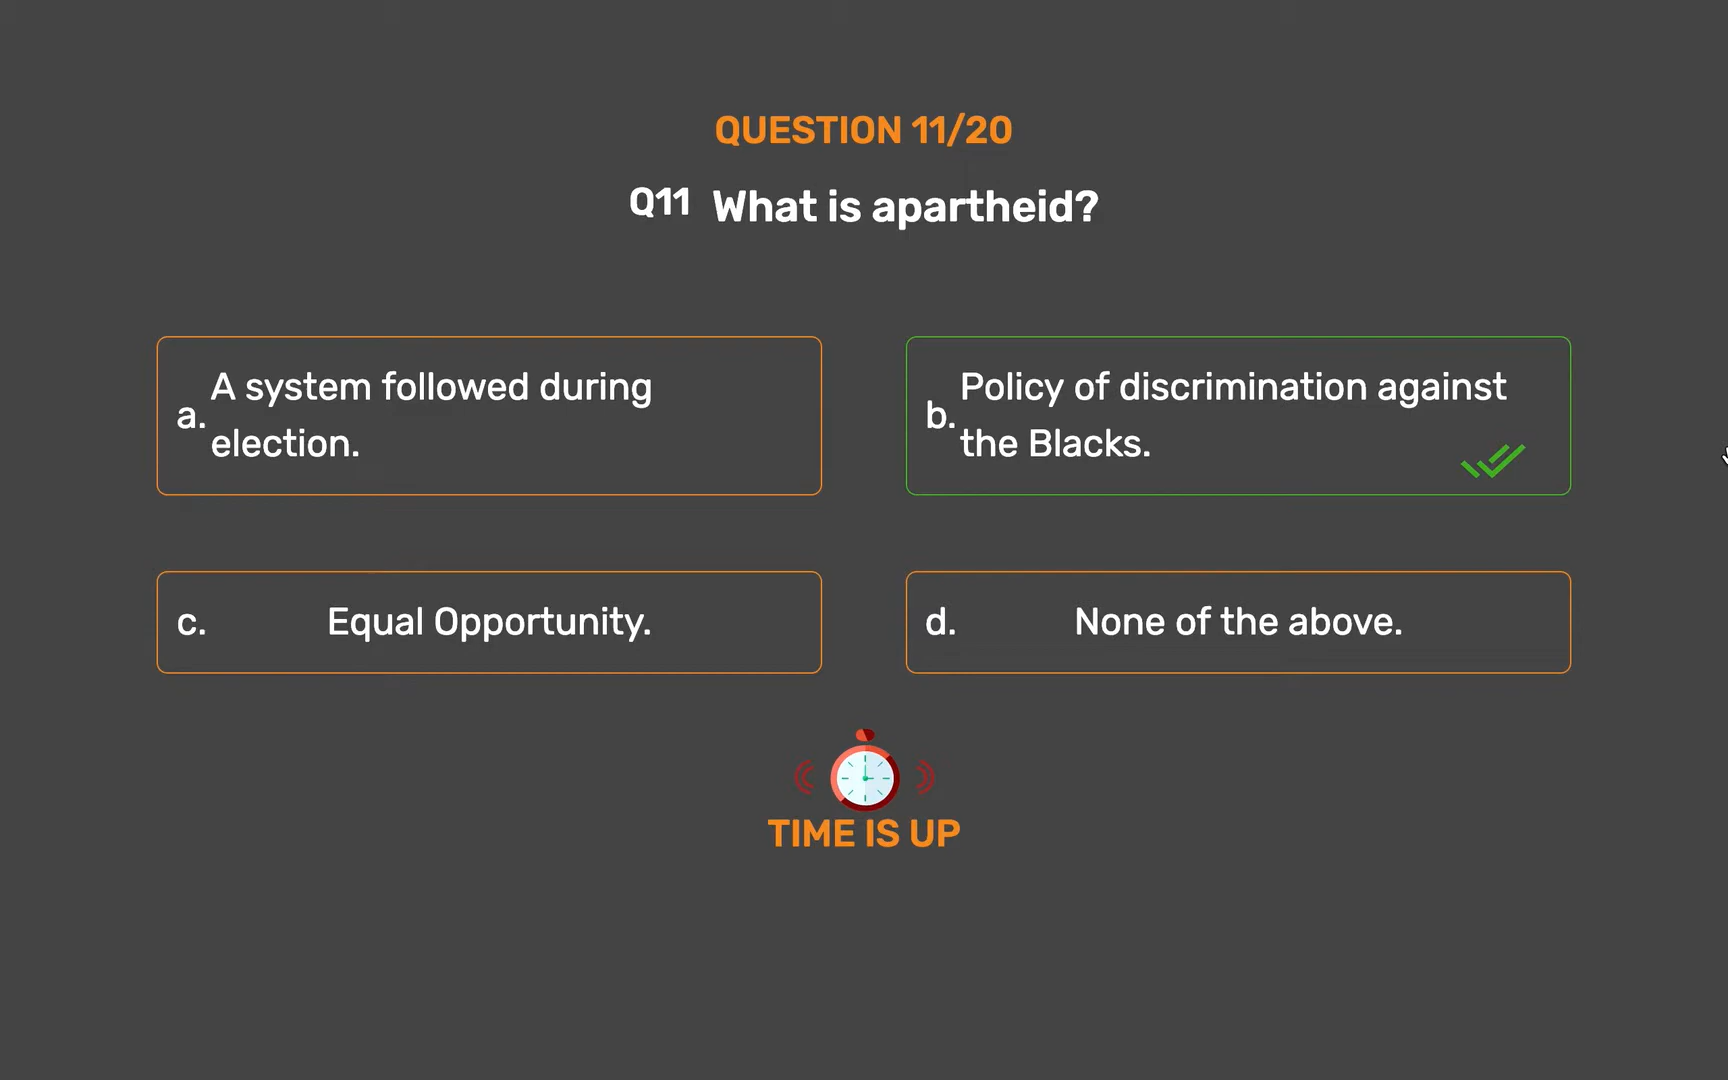 QUESTION 11/20
Q11 What is apartheid?
a. A system followed during
election.
b. Policy of discrimination against
the Blacks.
c. Equal Opportunity.
d. None of the above.
TIME IS UP